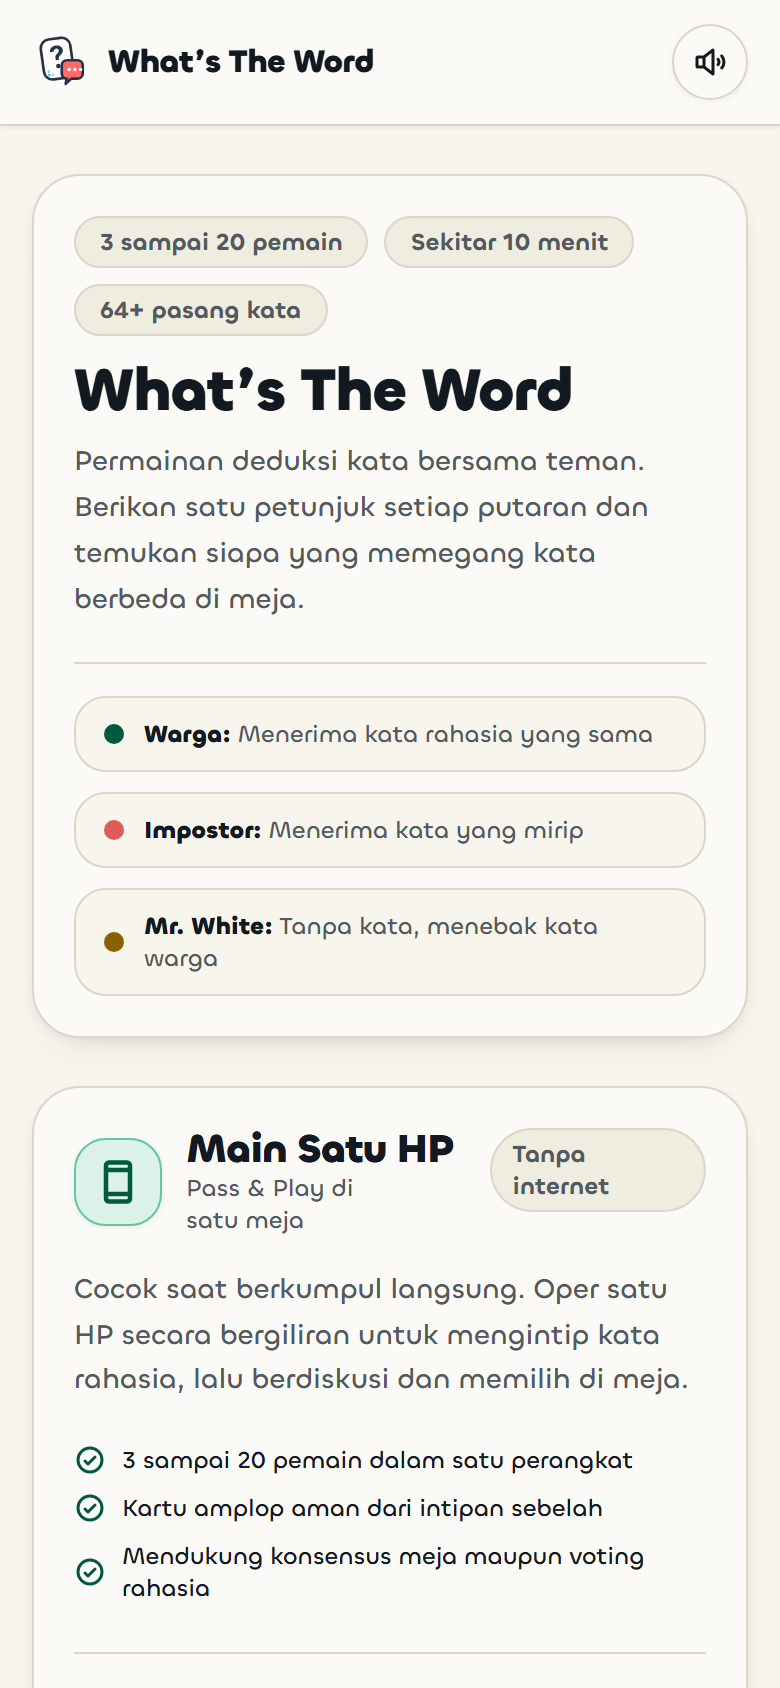 What's The Word
3 sampai 20 pemain
Sekitar 10 menit
64+ pasang kata
What's The Word
Permainan deduksi kata bersama teman.
Berikan satu petunjuk setiap putaran dan
temukan siapa yang memegang kata
berbeda di meja.
Warga: Menerima kata rahasia yang sama
Impostor: Menerima kata yang mirip
Mr. White: Tanpa kata, menebak kata
warga
Main Satu HP
Pass & Play di
satu meja
Tanpa
internet
Cocok saat berkumpul langsung. Oper satu
HP secara bergiliran untuk mengintip kata
rahasia, lalu berdiskusi dan memilih di meja.
3 sampai 20 pemain dalam satu perangkat
Kartu amplop aman dari intipan sebelah
Mendukung konsensus meja maupun voting
rahasia